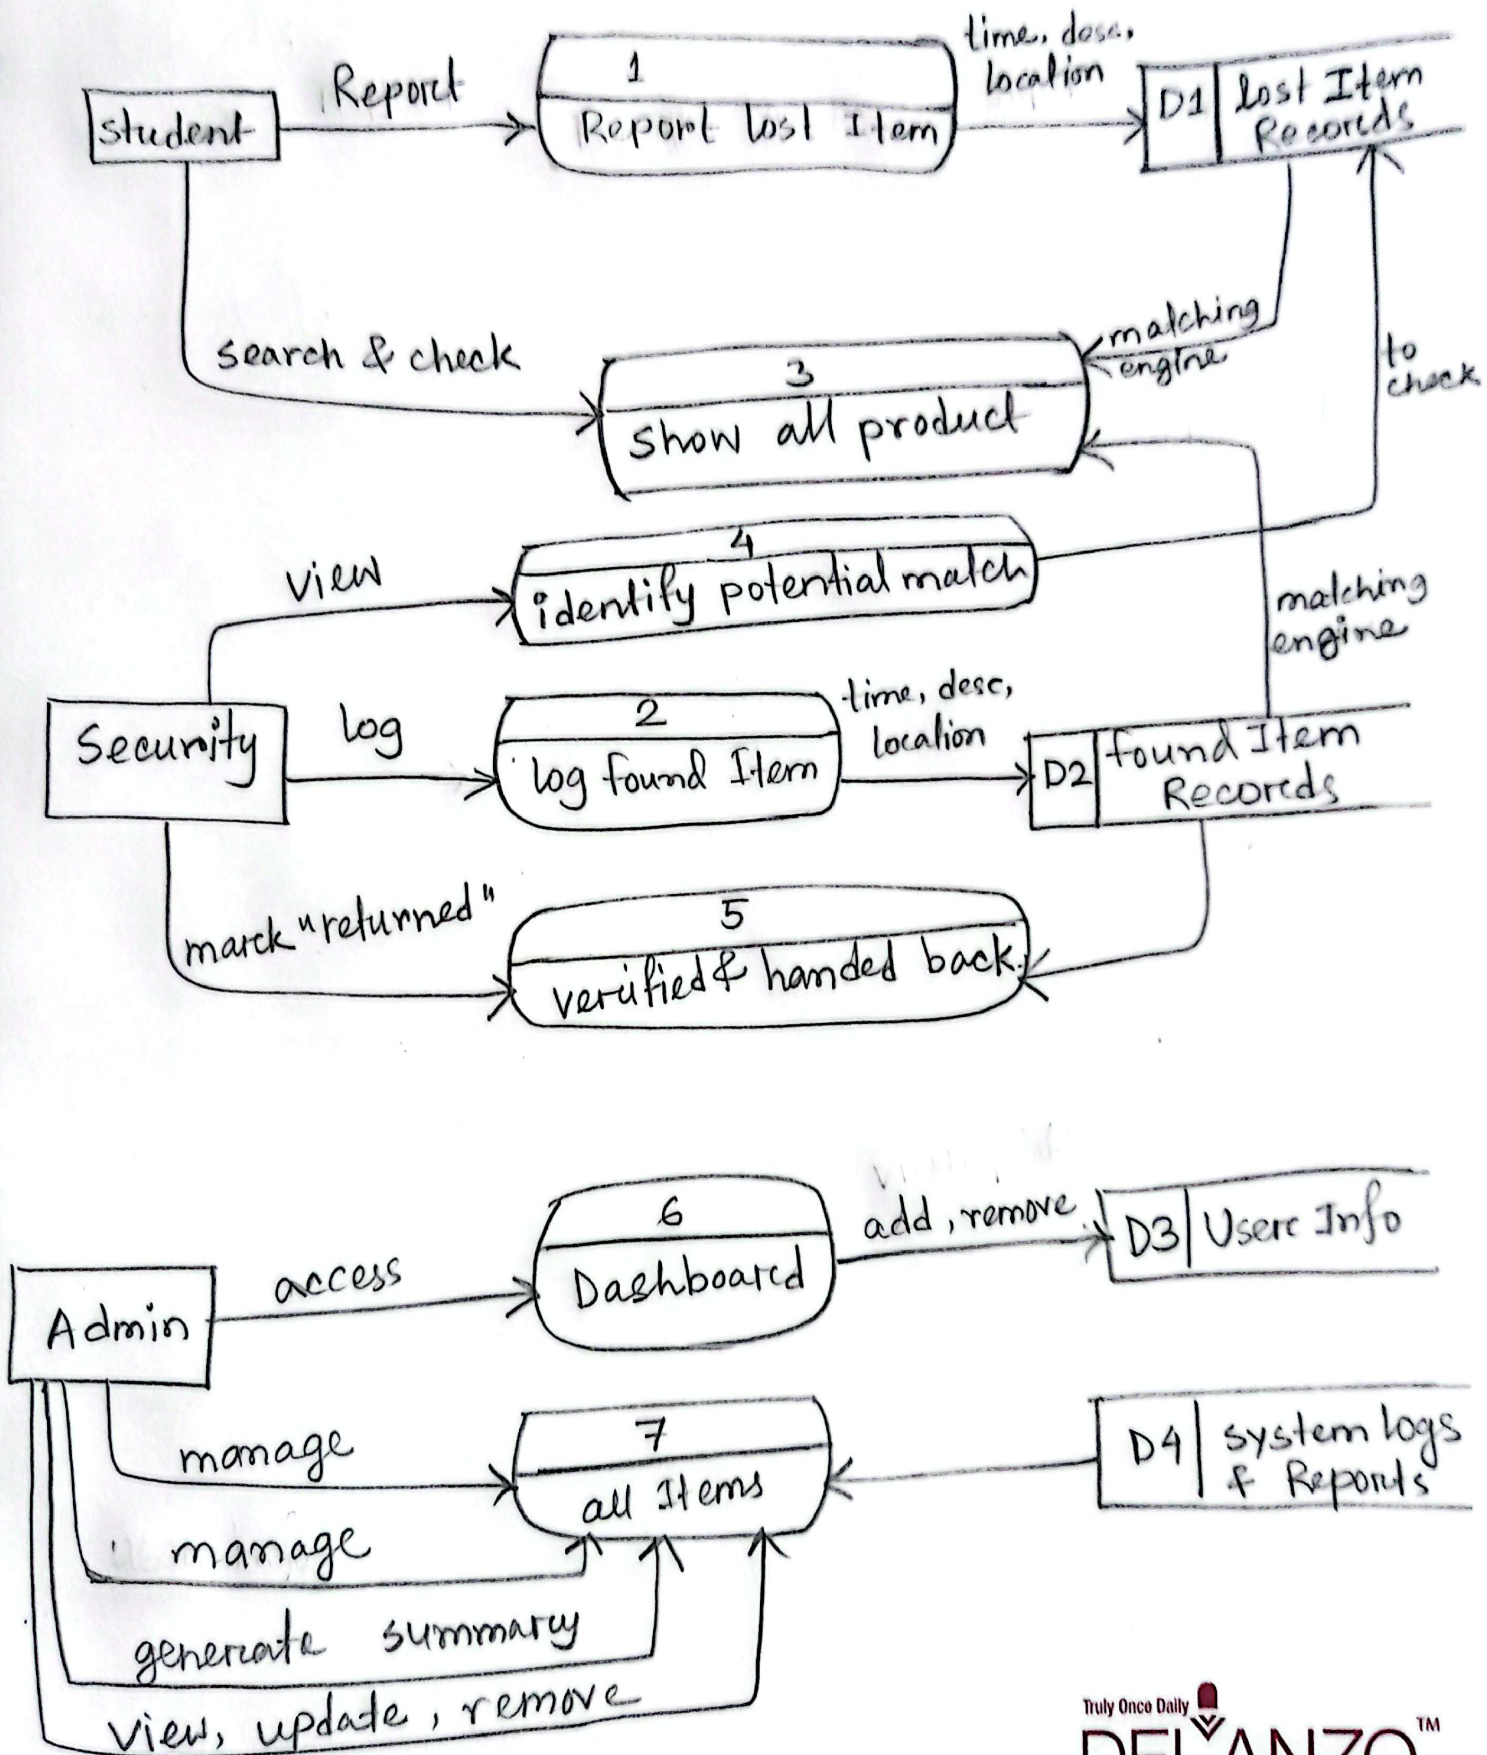 time, desc,
location
Report
1
student
Report lost Item
D1
lost Item
Records
matching
engine
to
check
search & check
3
show all product
4
view
identify potential match
matching
engine
time, desc,
location
2
log
Security
log found Item
D2
found Item
Records
5
mark "returned"
verified & handed back
6
add, remove
D3
User Info
access
Dashboard
Admin
7
D4
system logs
& Reports
manage
all Items
manage
generate summary
view, update, remove
Truly Once Daily
DELANZO™